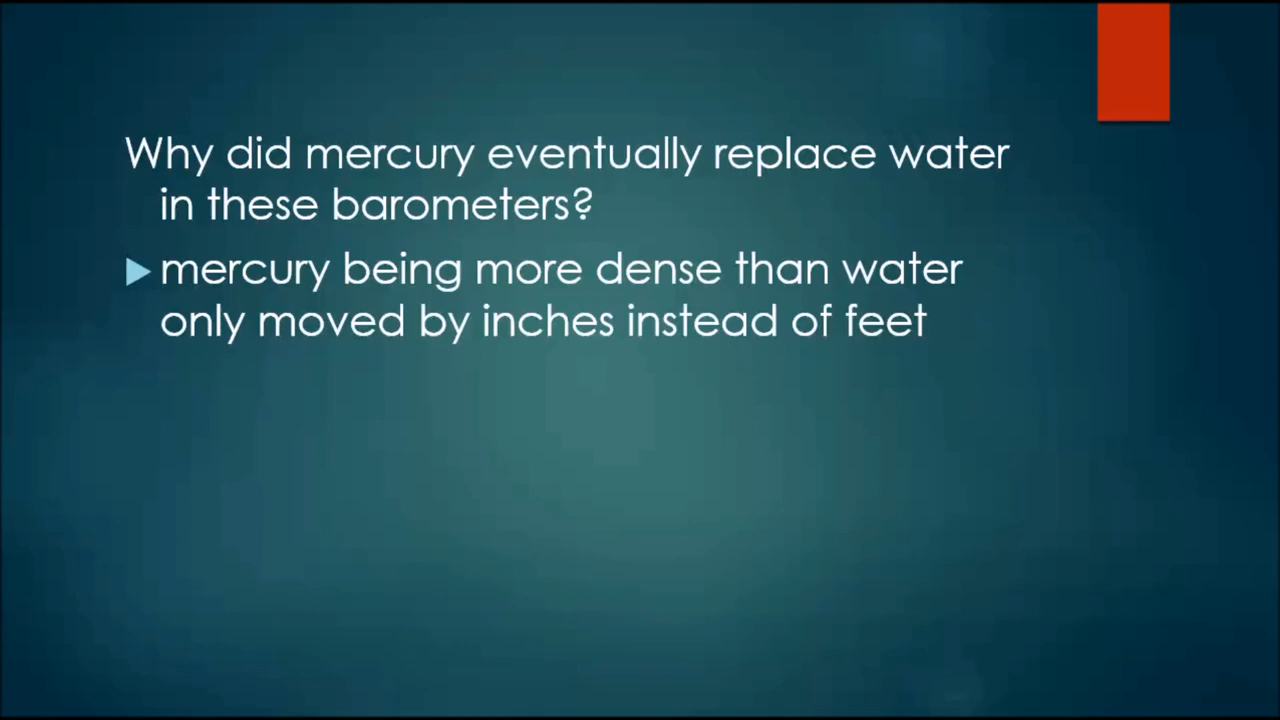 Why did mercury eventually replace water
in these barometers?
mercury being more dense than water
only moved by inches instead of feet